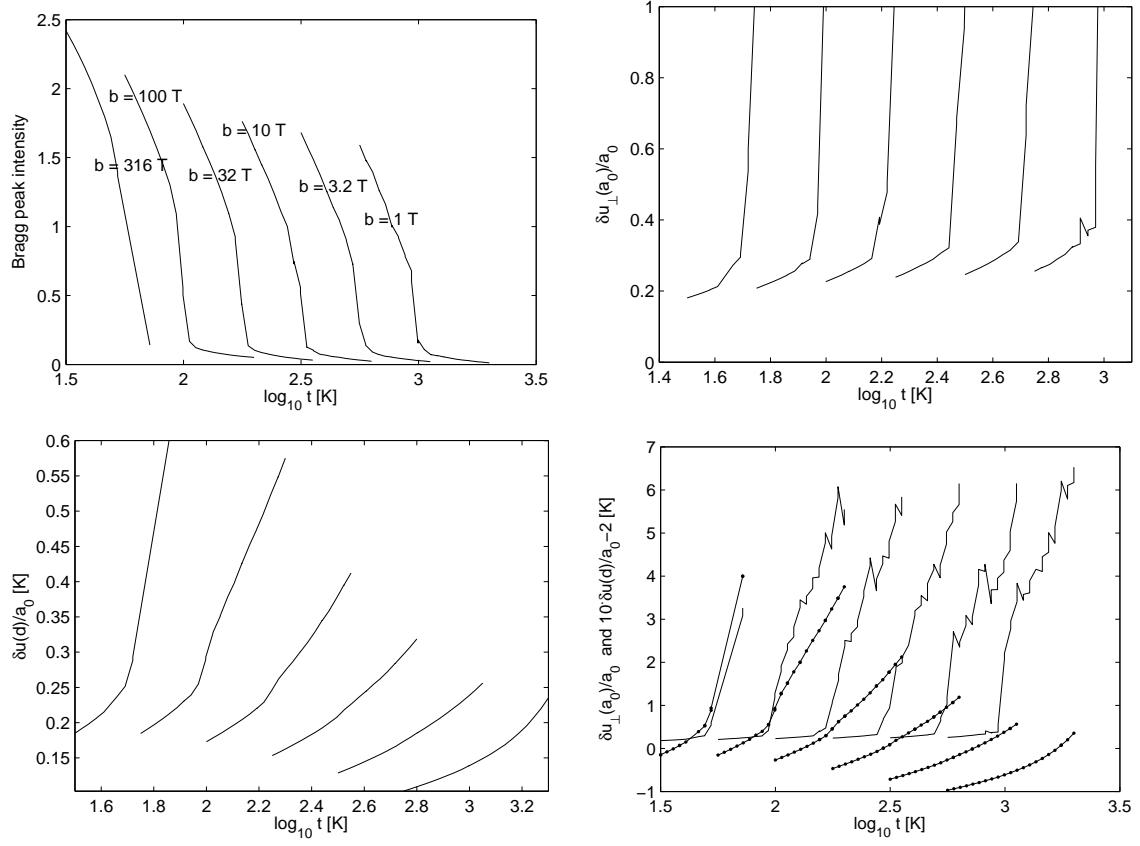 2.5
2
1.5
1
0.5
0
Bragg peak intensity
b = 100 T
b = 10 T
b = 316 T
b = 32 T
b = 3.2 T
b = 1 T
1.5 2 2.5 3 3.5
log10 t [K]
1
0.8
0.6
0.4
0.2
0
δu⊥(a0)/a0
1.4 1.6 1.8 2 2.2 2.4 2.6 2.8 3
log10 t [K]
0.6
0.55
0.5
0.45
0.4
0.35
0.3
0.25
0.2
0.15
δu(d)/a0 [K]
1.6 1.8 2 2.2 2.4 2.6 2.8 3 3.2
log10 t [K]
7
6
5
4
3
2
1
0
−1
δu⊥(a0)/a0 and 10·δu(d)/a0−2 [K]
1.5 2 2.5 3 3.5
log10 t [K]